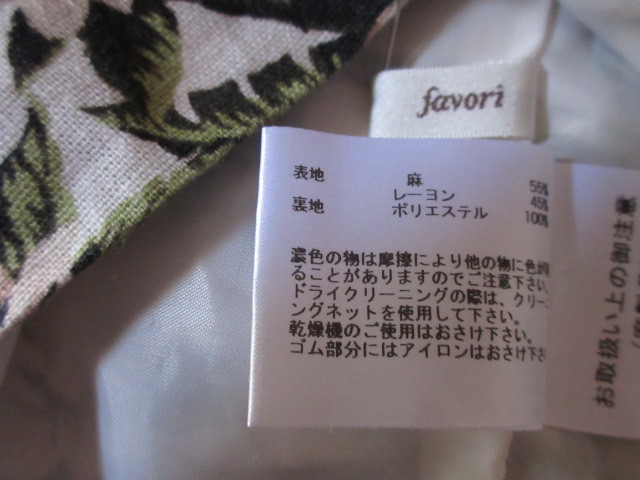 favori
表地 麻 55%
レーヨン 45%
裏地 ポリエステル 100%
濃色の物は摩擦により他の物に色が
ることがありますのでご注意下さい。
ドライクリーニングの際は、クリーニ
ングネットを使用して下さい。
乾燥機のご使用はおさけ下さい。
ゴム部分にはアイロンはおさけ下さ
お取扱い上の御注意